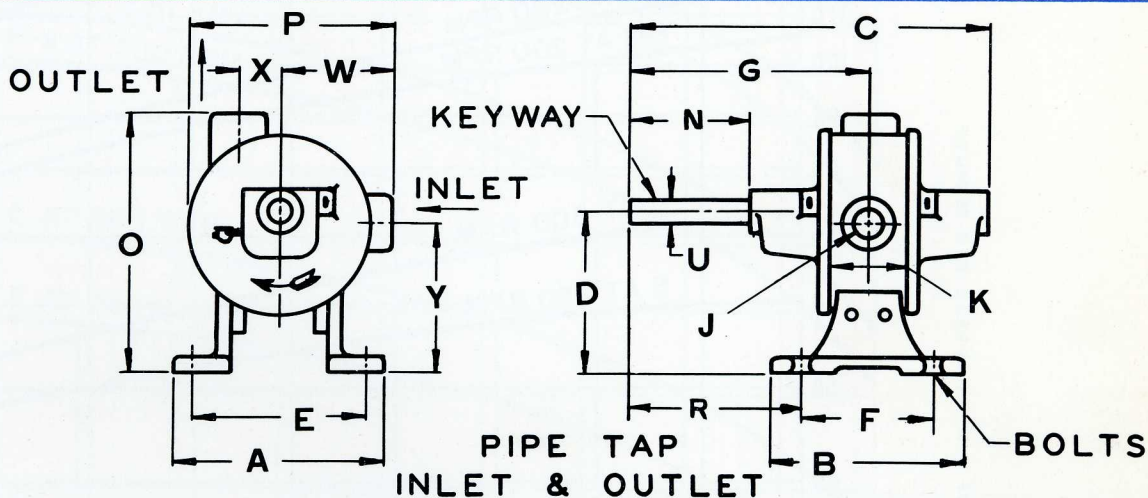 P
C
X
W
G
OUTLET
KEYWAY
N
INLET
O
U
D
Y
J
K
E
R
F
A
B
BOLTS
PIPE TAP
INLET & OUTLET